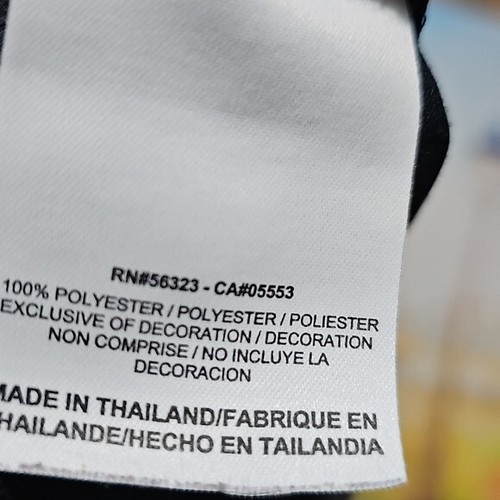 RN#56323 - CA#05553
100% POLYESTER / POLYESTER / POLIESTER
EXCLUSIVE OF DECORATION / DECORATION
NON COMPRISE / NO INCLUYE LA
DECORACION
MADE IN THAILAND/FABRIQUE EN
THAILANDE/HECHO EN TAILANDIA